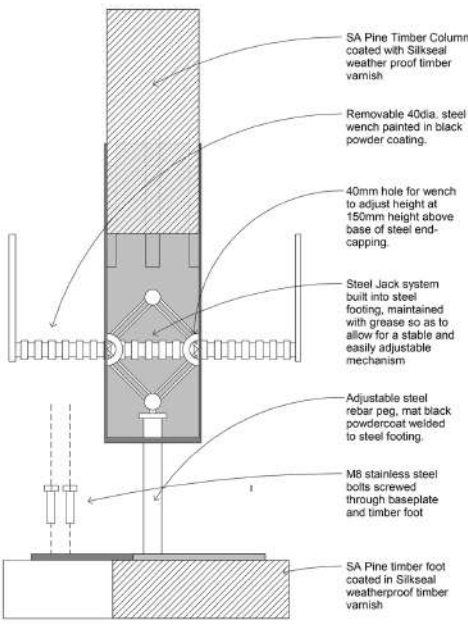 SA Pine Timber Column
coated with Silkseal
weather proof timber
varnish
Removable 40dia. steel
wench painted in black
powder coating.
40mm hole for wench
to adjust height at
150mm height above
base of steel end-
capping.
Steel Jack system
built into steel
footing, maintained
with grease so as to
allow for a stable and
easily adjustable
mechanism
Adjustable steel
rebar peg, mat black
powdercoat welded
to steel footing.
M8 stainless steel
bolts screwed
through baseplate
and timber foot
SA Pine timber foot
coated in Silkseal
weatherproof timber
varnish